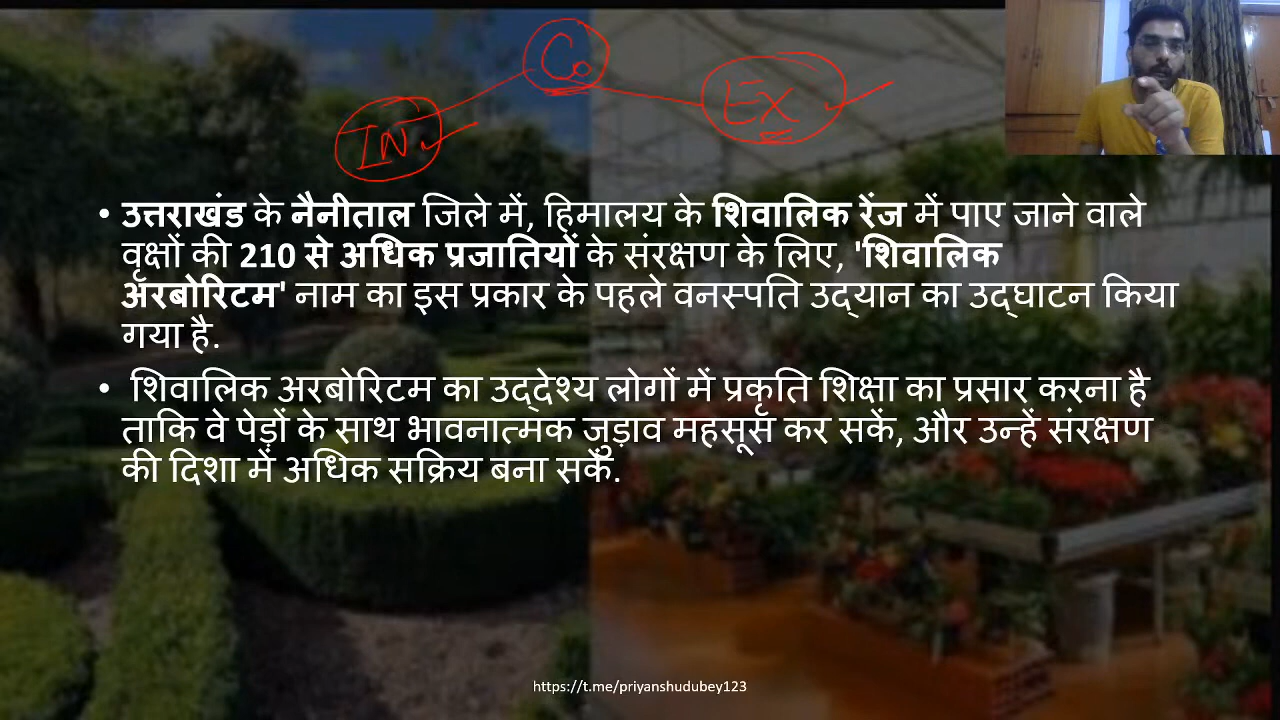 Co
IN
EX
• उत्तराखंड के नैनीताल जिले में, हिमालय के शिवालिक रेंज में पाए जाने वाले
वृक्षों की 210 से अधिक प्रजातियों के संरक्षण के लिए, 'शिवालिक
अॅरबोरिटम' नाम का इस प्रकार के पहले वनस्पति उद्यान का उद्घाटन किया
गया है.
• शिवालिक अरबोरिटम का उद्देश्य लोगों में प्रकृति शिक्षा का प्रसार करना है
ताकि वे पेड़ों के साथ भावनात्मक जुड़ाव महसूस कर सकें, और उन्हें संरक्षण
की दिशा में अधिक सक्रिय बना सकें.
https://t.me/priyanshudubey123